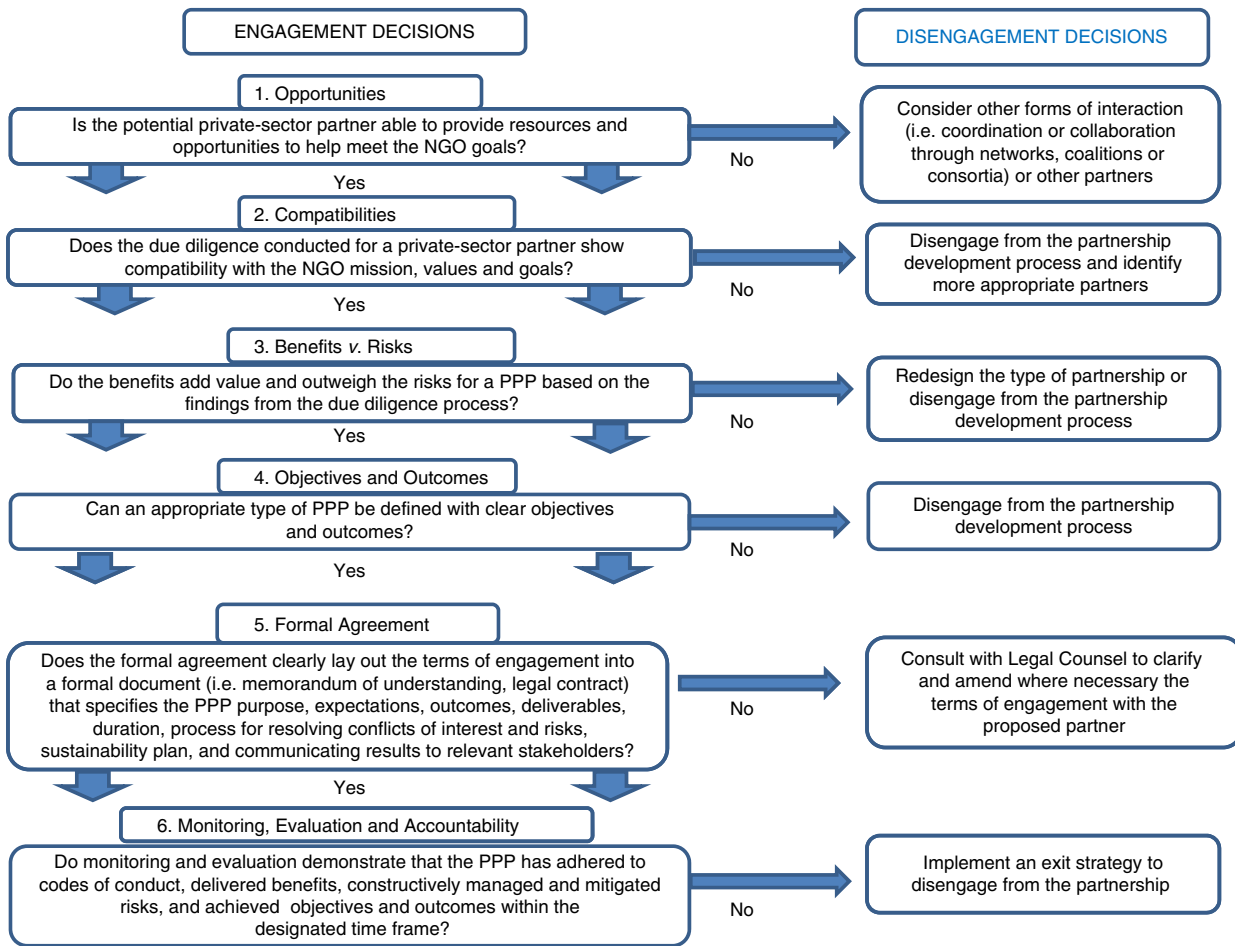 ENGAGEMENT DECISIONS
DISENGAGEMENT DECISIONS
1. Opportunities
Is the potential private-sector partner able to provide resources and
opportunities to help meet the NGO goals?
No
Yes
Consider other forms of interaction
(i.e. coordination or collaboration
through networks, coalitions or
consortia) or other partners
2. Compatibilities
Does the due diligence conducted for a private-sector partner show
compatibility with the NGO mission, values and goals?
No
Yes
Disengage from the partnership
development process and identify
more appropriate partners
3. Benefits v. Risks
Do the benefits add value and outweigh the risks for a PPP based on the
findings from the due diligence process?
No
Yes
Redesign the type of partnership or
disengage from the partnership
development process
4. Objectives and Outcomes
Can an appropriate type of PPP be defined with clear objectives
and outcomes?
No
Yes
Disengage from the partnership
development process
5. Formal Agreement
Does the formal agreement clearly lay out the terms of engagement into
a formal document (i.e. memorandum of understanding, legal contract)
that specifies the PPP purpose, expectations, outcomes, deliverables,
duration, process for resolving conflicts of interest and risks,
sustainability plan, and communicating results to relevant stakeholders?
No
Yes
Consult with Legal Counsel to clarify
and amend where necessary the
terms of engagement with the
proposed partner
6. Monitoring, Evaluation and Accountability
Do monitoring and evaluation demonstrate that the PPP has adhered to
codes of conduct, delivered benefits, constructively managed and mitigated
risks, and achieved objectives and outcomes within the
designated time frame?
No
Implement an exit strategy to
disengage from the partnership